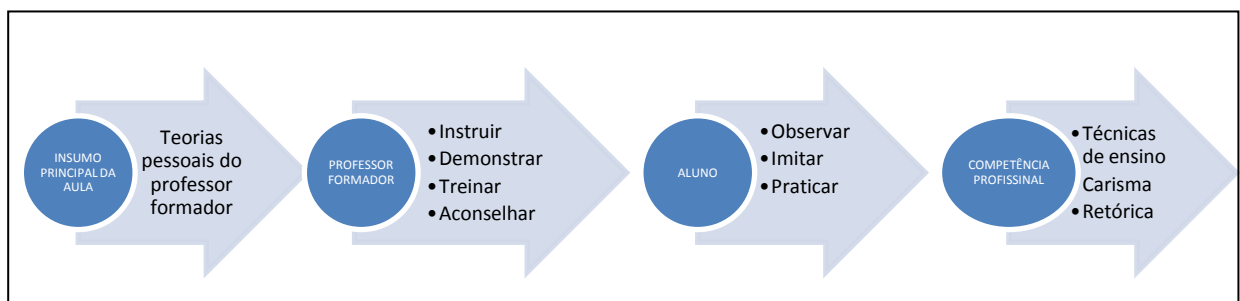 INSUMO
PRINCIPAL DA
AULA
Teorias
pessoais do
professor
formador
PROFESSOR
FORMADOR
•Instruir
•Demonstrar
•Treinar
•Aconselhar
ALUNO
•Observar
•Imitar
•Praticar
COMPETÊNCIA
PROFISSINAL
•Técnicas
de ensino
Carisma
•Retórica